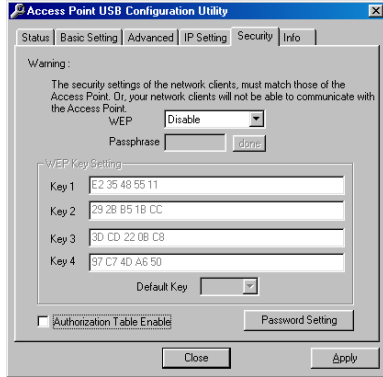 Access Point USB Configuration Utility
Status Basic Setting Advanced IP Setting Security Info
Warning :
The security settings of the network clients, must match those of the
Access Point. Or, your network clients will not be able to communicate with
the Access Point.
WEP Disable
Passphrase done
WEP Key Setting
Key 1 E2 35 48 55 11
Key 2 29 2B B5 1B CC
Key 3 3D CD 22 0B C8
Key 4 97 C7 4D A6 50
Default Key
Authorization Table Enable Password Setting
Close Apply